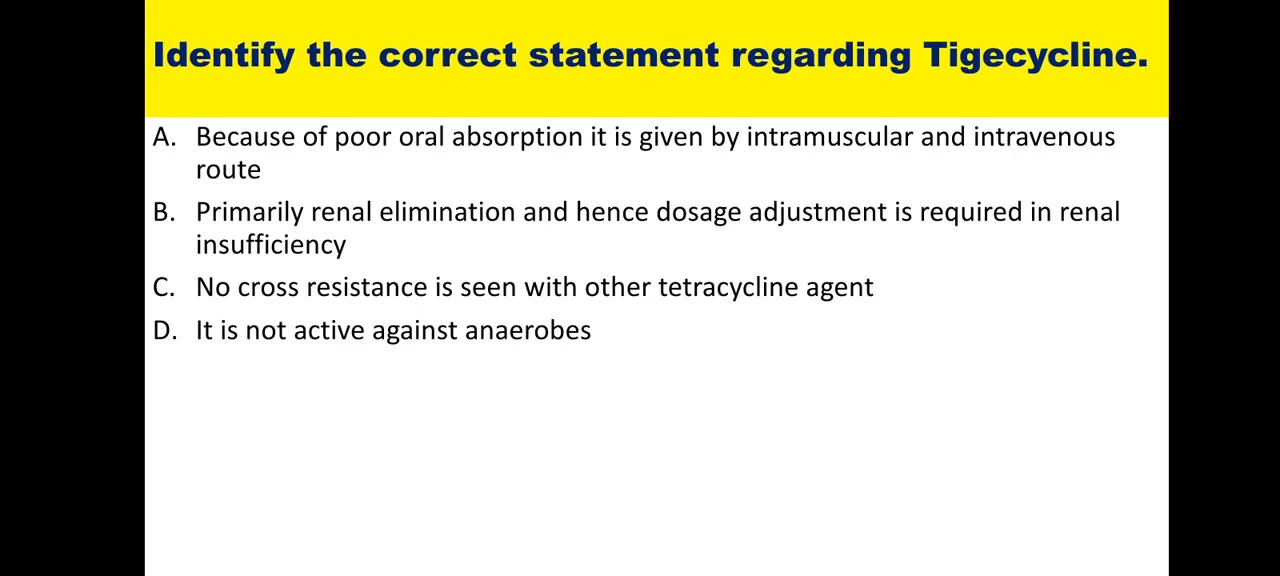 Identify the correct statement regarding Tigecycline.
A. Because of poor oral absorption it is given by intramuscular and intravenous
route
B. Primarily renal elimination and hence dosage adjustment is required in renal
insufficiency
C. No cross resistance is seen with other tetracycline agent
D. It is not active against anaerobes